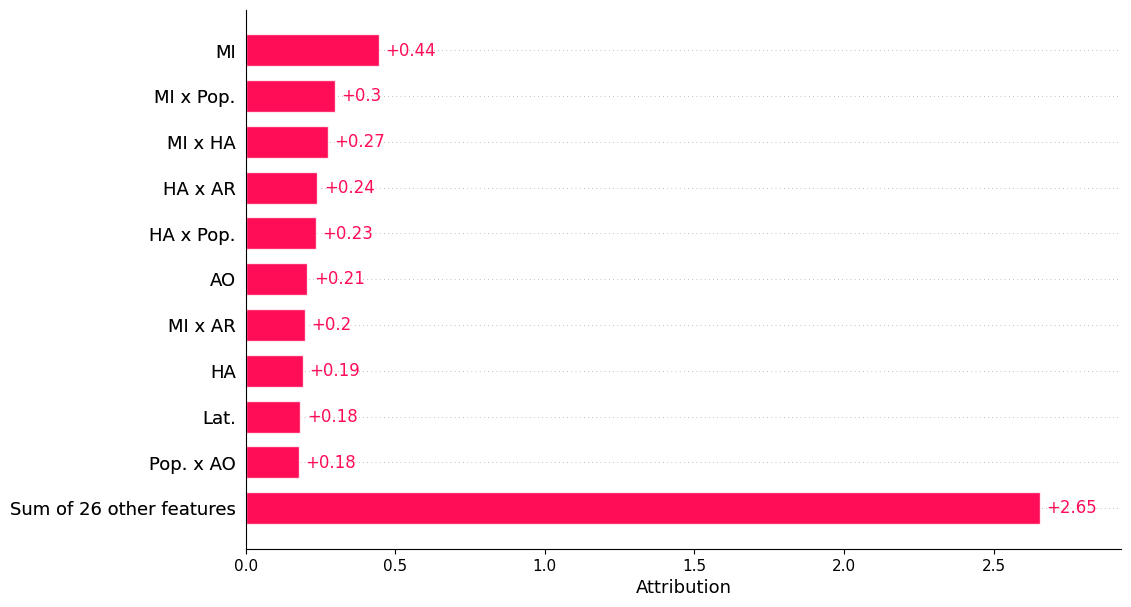 MI +0.44
MI x Pop. +0.3
MI x HA +0.27
HA x AR +0.24
HA x Pop. +0.23
AO +0.21
MI x AR +0.2
HA +0.19
Lat. +0.18
Pop. x AO +0.18
Sum of 26 other features +2.65
0.0 0.5 1.0 1.5 2.0 2.5
Attribution